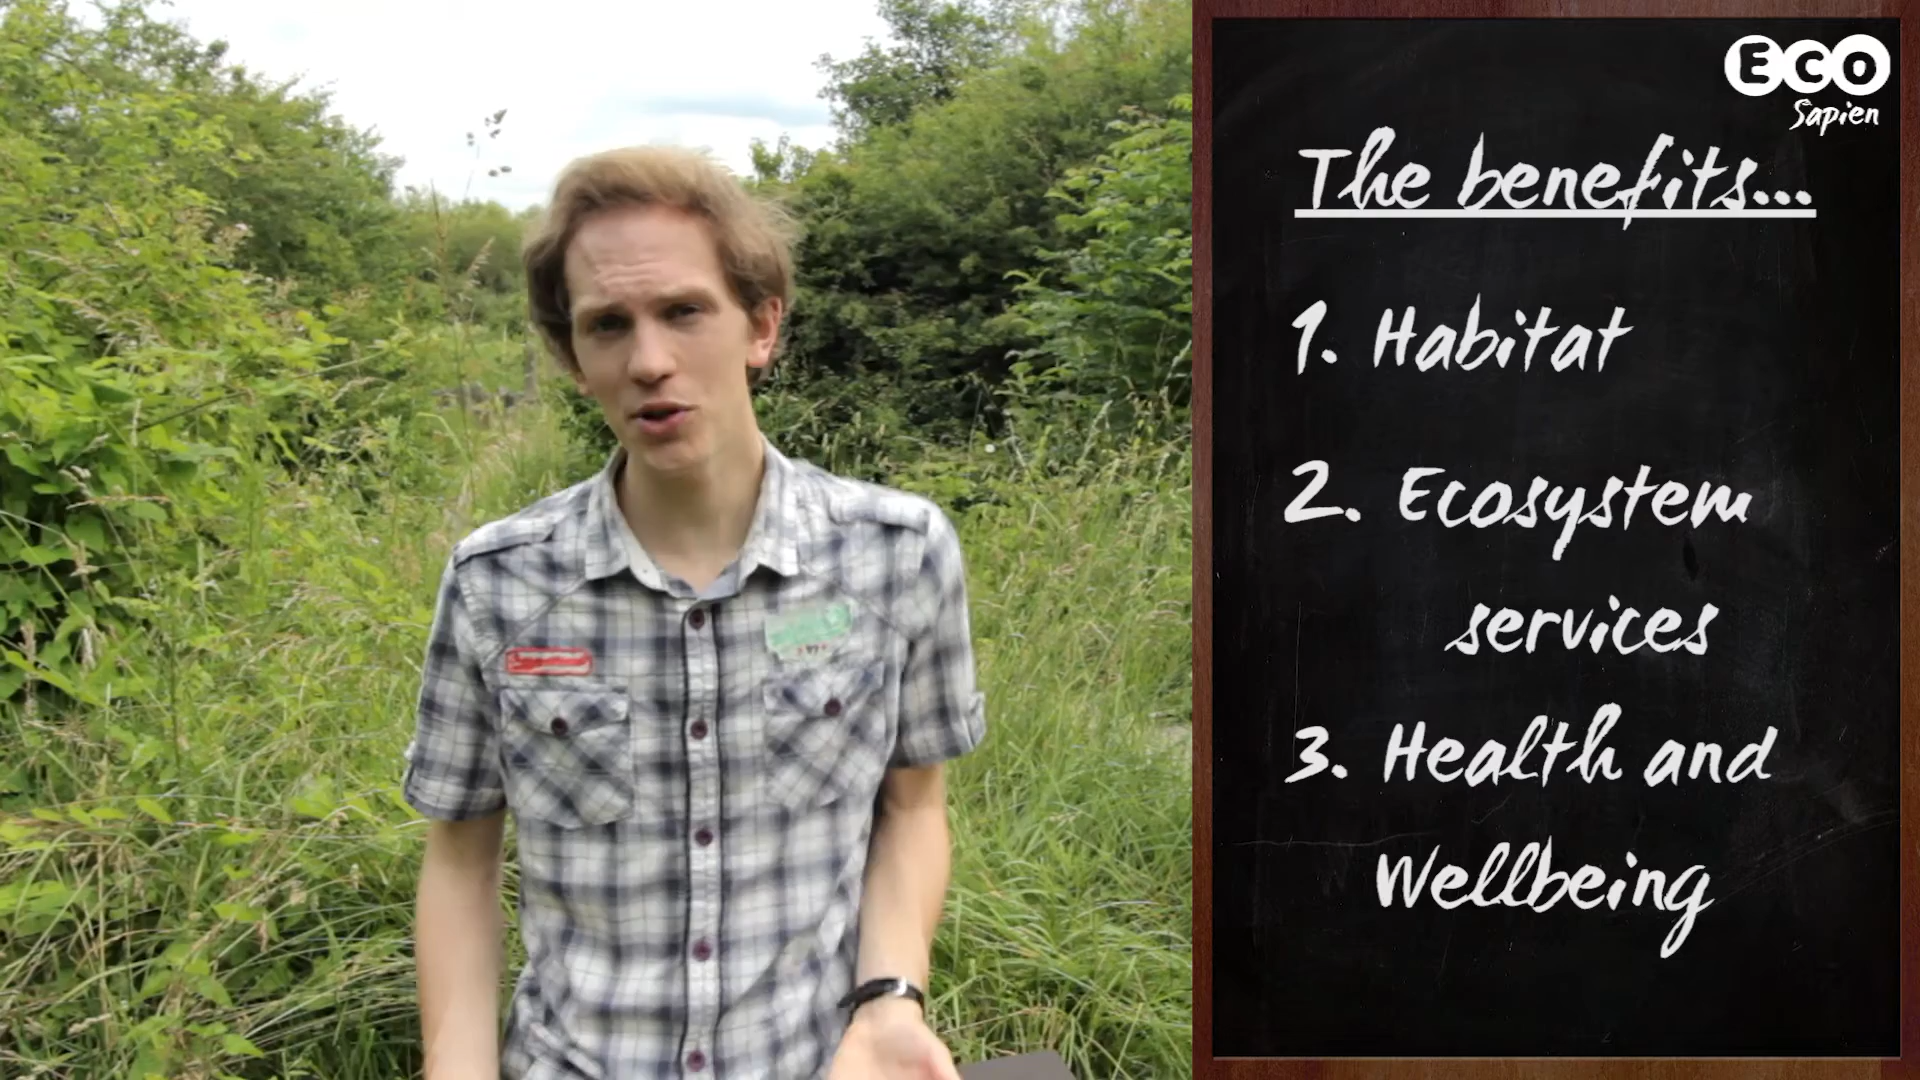 ECO
Sapien
The benefits...
1. Habitat
2. Ecosystem
services
3. Health and
Wellbeing